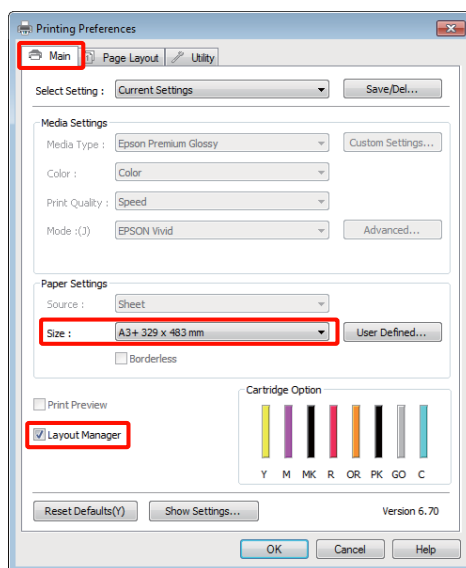 Printing Preferences
Main
Page Layout
Utility
Select Setting : Current Settings Save/Del...
Media Settings
Media Type : Epson Premium Glossy Custom Settings...
Color : Color
Print Quality : Speed
Mode :(J) EPSON Vivid Advanced...
Paper Settings
Source : Sheet
Size : A3+ 329 x 483 mm User Defined...
Borderless
Cartridge Option
Print Preview
Layout Manager
Y M MK R OR PK GO C
Reset Defaults(Y) Show Settings... Version 6.70
OK Cancel Help